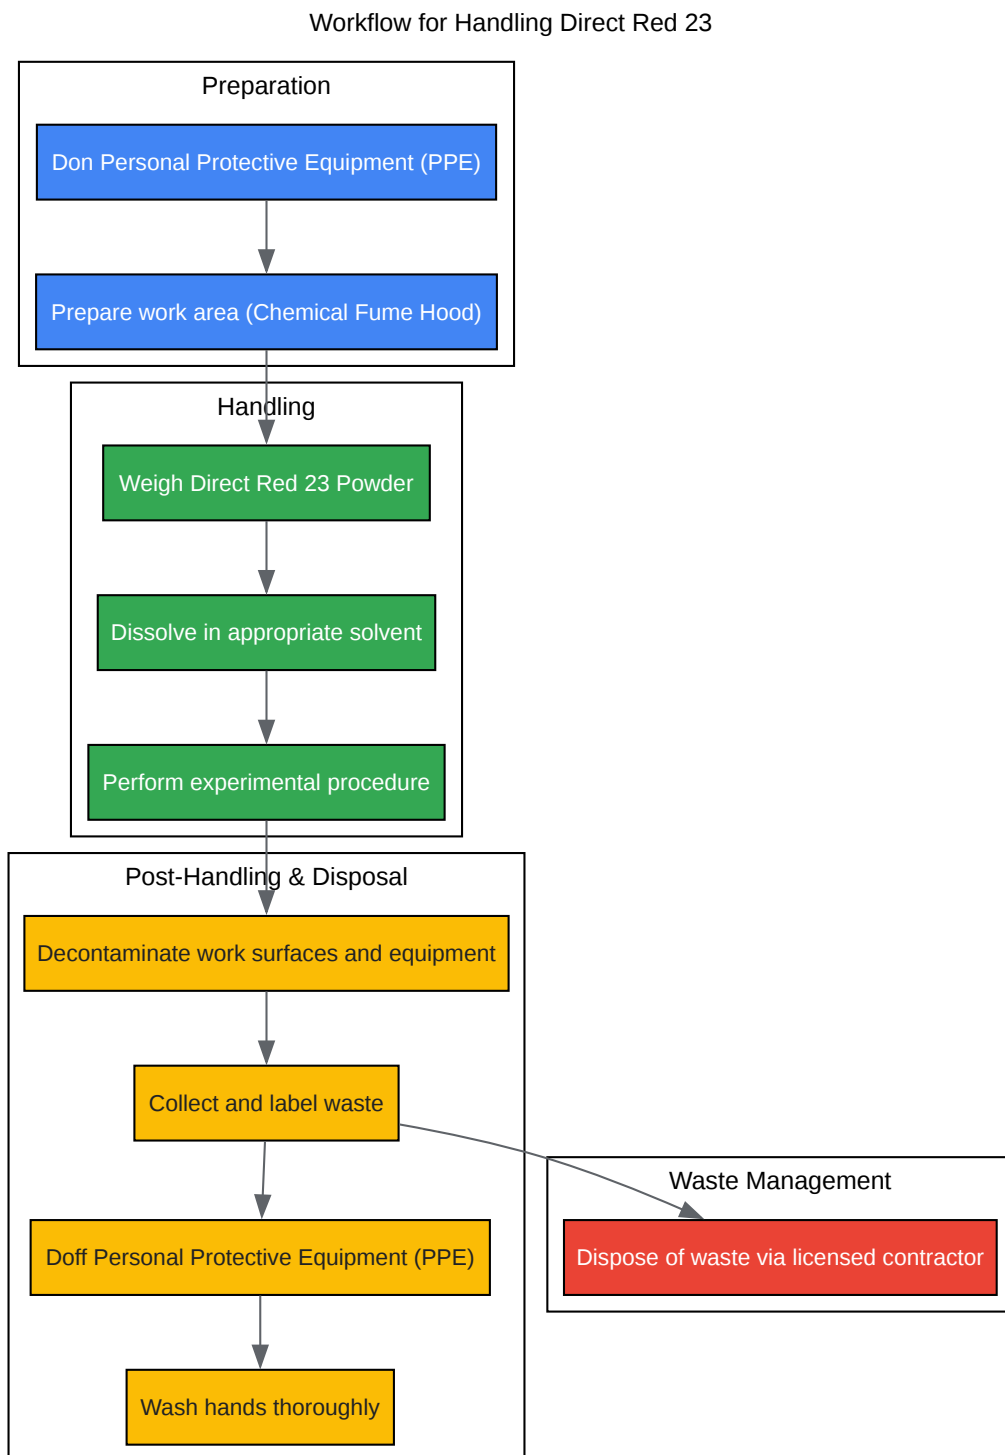 Workflow for Handling Direct Red 23
Preparation
Don Personal Protective Equipment (PPE)
Prepare work area (Chemical Fume Hood)
Handling
Weigh Direct Red 23 Powder
Dissolve in appropriate solvent
Perform experimental procedure
Post-Handling & Disposal
Decontaminate work surfaces and equipment
Collect and label waste
Waste Management
Doff Personal Protective Equipment (PPE)
Dispose of waste via licensed contractor
Wash hands thoroughly